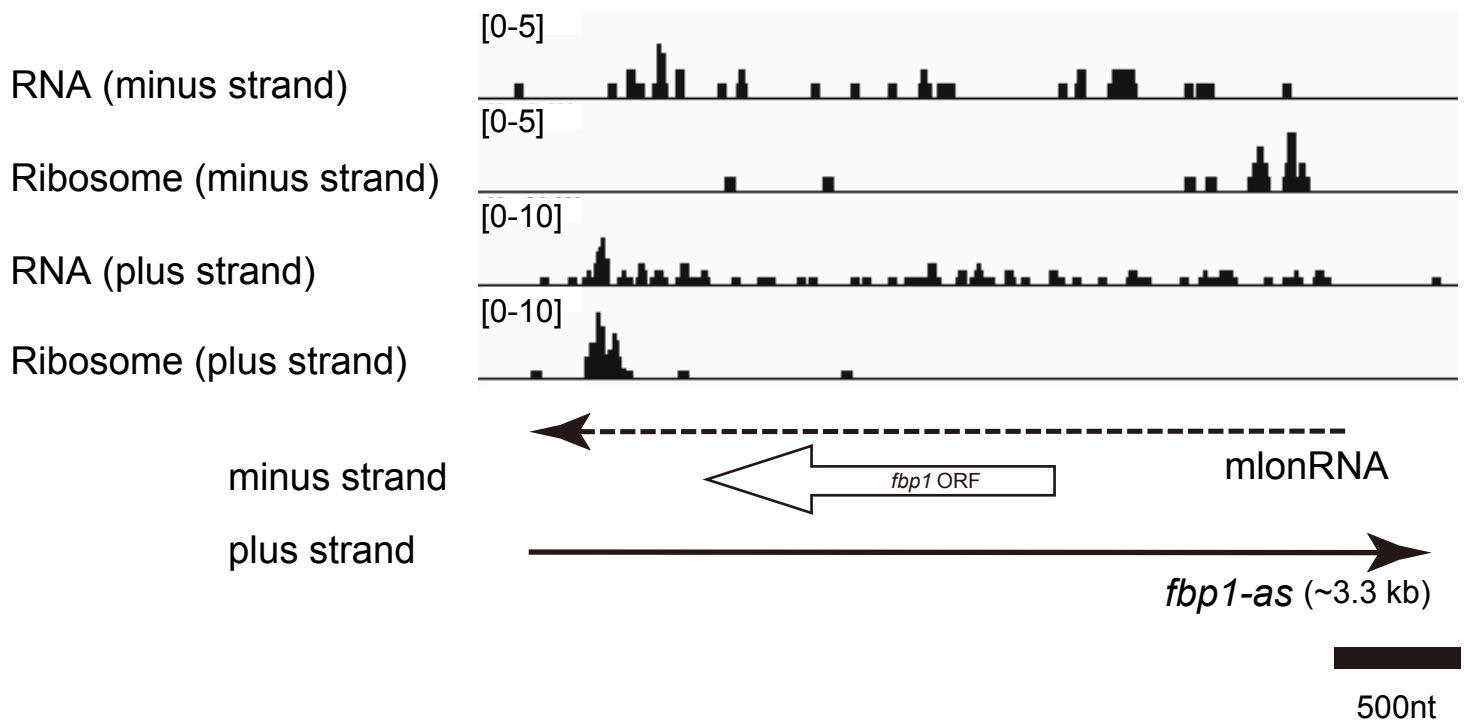 [0-5]
RNA (minus strand)
[0-5]
Ribosome (minus strand)
[0-10]
RNA (plus strand)
[0-10]
Ribosome (plus strand)
mlonRNA
minus strand
fbp1 ORF
plus strand
fbp1-as (~3.3 kb)
500nt